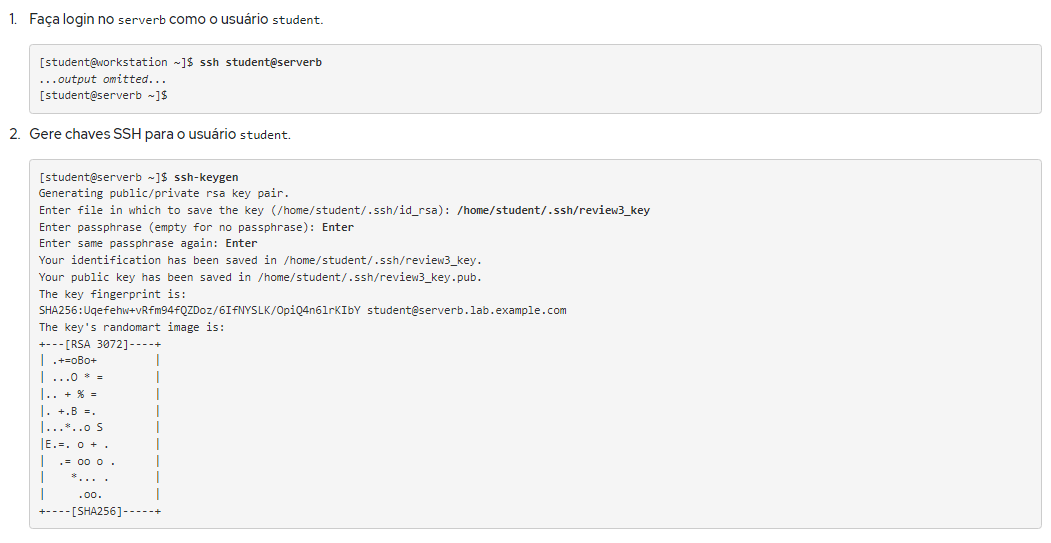 1. Faça login no serverb como o usuário student.
[student@workstation ~]$ ssh student@serverb
...output omitted...
[student@serverb ~]$
2. Gere chaves SSH para o usuário student.
[student@serverb ~]$ ssh-keygen
Generating public/private rsa key pair.
Enter file in which to save the key (/home/student/.ssh/id_rsa): /home/student/.ssh/review3_key
Enter passphrase (empty for no passphrase): Enter
Enter same passphrase again: Enter
Your identification has been saved in /home/student/.ssh/review3_key.
Your public key has been saved in /home/student/.ssh/review3_key.pub.
The key fingerprint is:
SHA256:Uqefehw+vRfm94fQZDoz/6IfNYSLK/OpiQ4n6lrKIbY student@serverb.lab.example.com
The key's randomart image is:
+---[RSA 3072]----+
| .+=oBo+         |
| ...O * =        |
|.. + % =         |
|. +.B =.         |
|...*..o S        |
|E.=. o + .       |
|  .= oo o .      |
|    *... .       |
|     .oo.        |
+----[SHA256]-----+